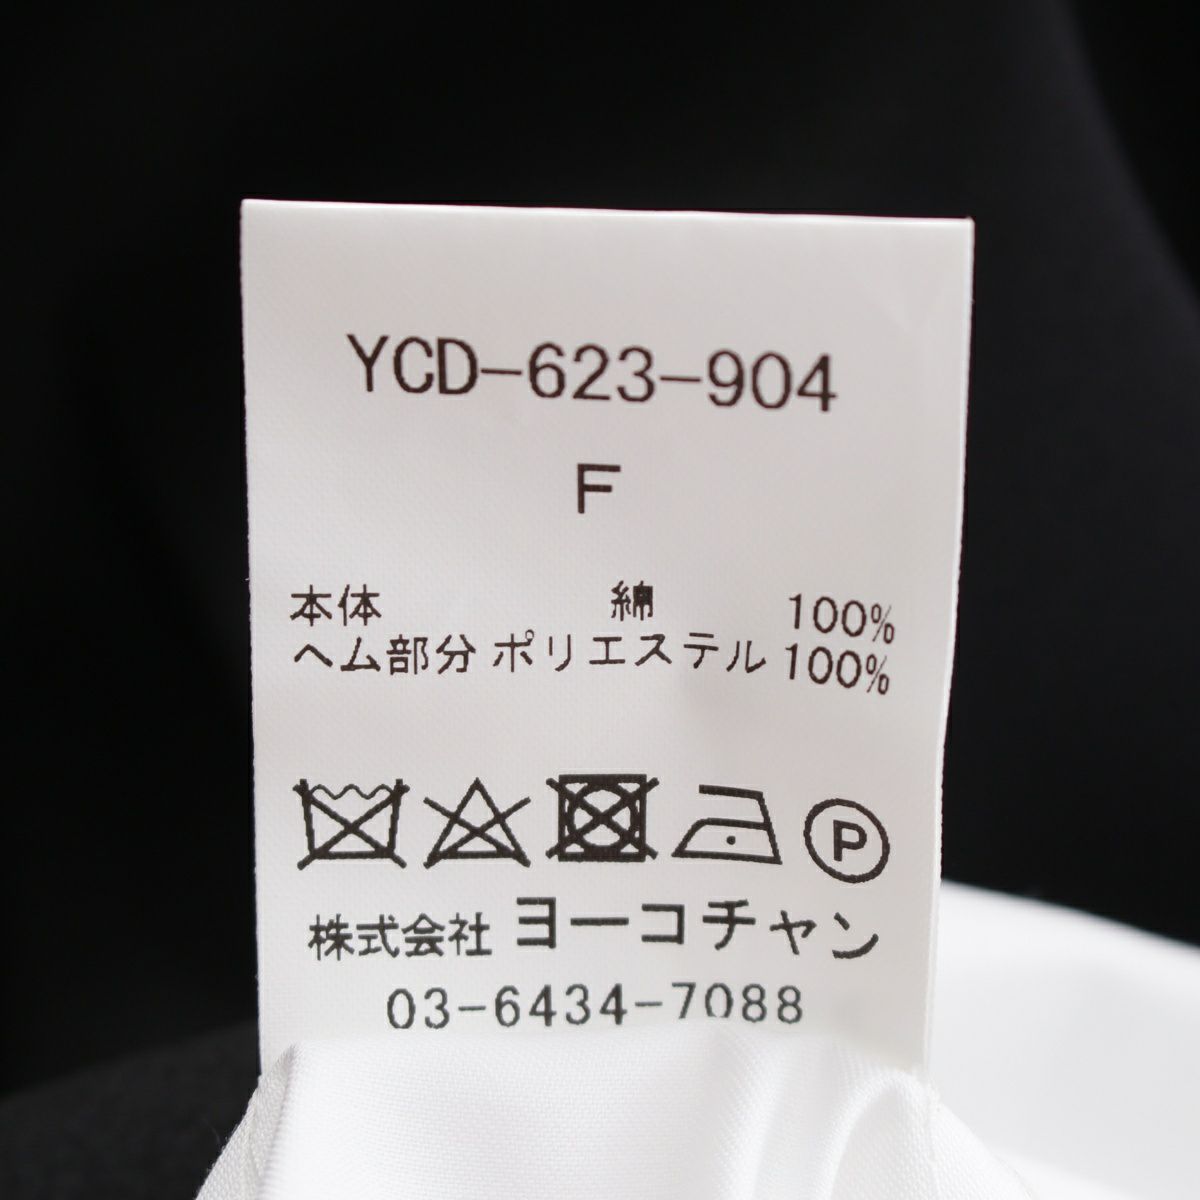 YCD-623-904
F
本体 綿 100%
ヘム部分 ポリエステル 100%
P
株式会社 ヨーコチャン
03-6434-7088